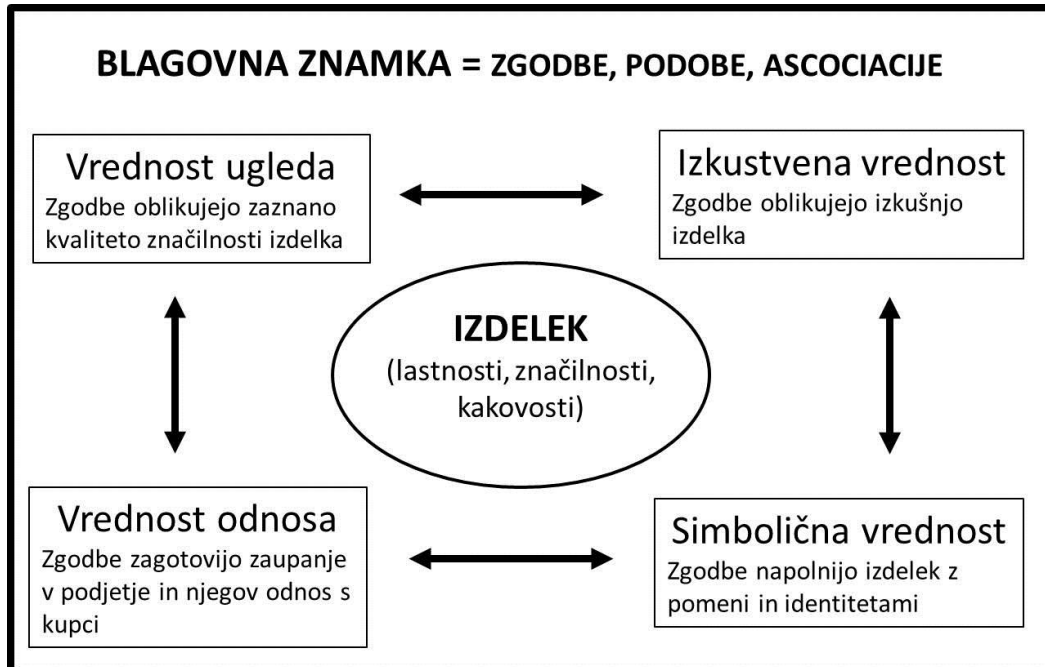 BLAGOVNA ZNAMKA = ZGODBE, PODOBE, ASCOCIACIJE
Vrednost ugleda
Zgodbe oblikujejo zaznano
kvaliteto značilnosti izdelka
Izkustvena vrednost
Zgodbe oblikujejo izkušnjo
izdelka
IZDELEK
(lastnosti, značilnosti,
kakovosti)
Vrednost odnosa
Zgodbe zagotovijo zaupanje
v podjetje in njegov odnos s
kupci
Simbolična vrednost
Zgodbe napolnijo izdelek z
pomeni in identitetami